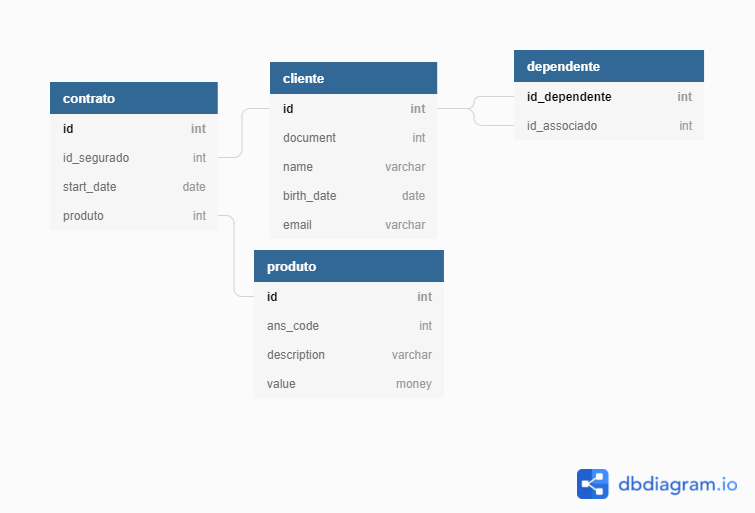 contrato
id int
id_segurado int
start_date date
produto int
cliente
id int
document int
name varchar
birth_date date
email varchar
dependente
id_dependente int
id_associado int
produto
id int
ans_code int
description varchar
value money
dbdiagram.io